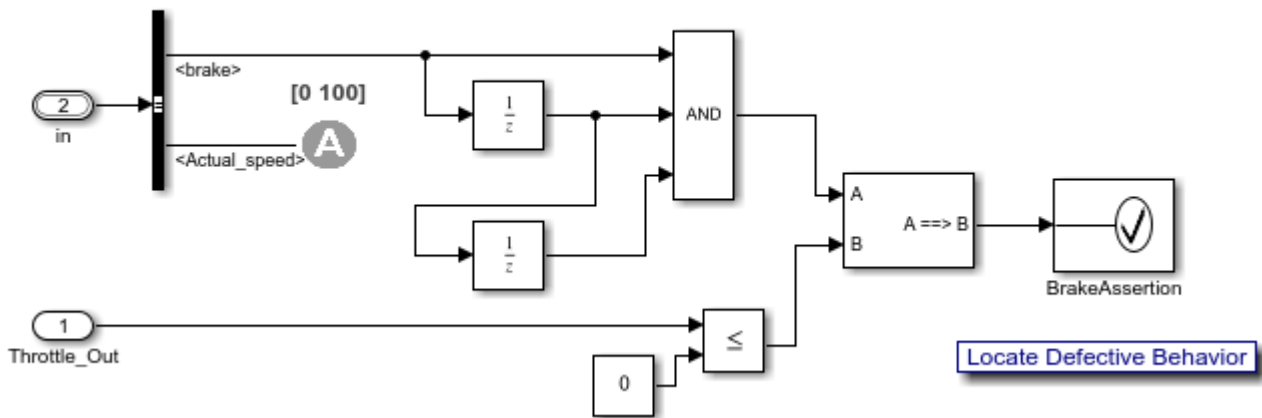 <brake>
[0 100]
2
in
1
z
AND
A
<Actual_speed>
A
A ==> B
B
1
z
BrakeAssertion
1
Throttle_Out
≤
0
Locate Defective Behavior